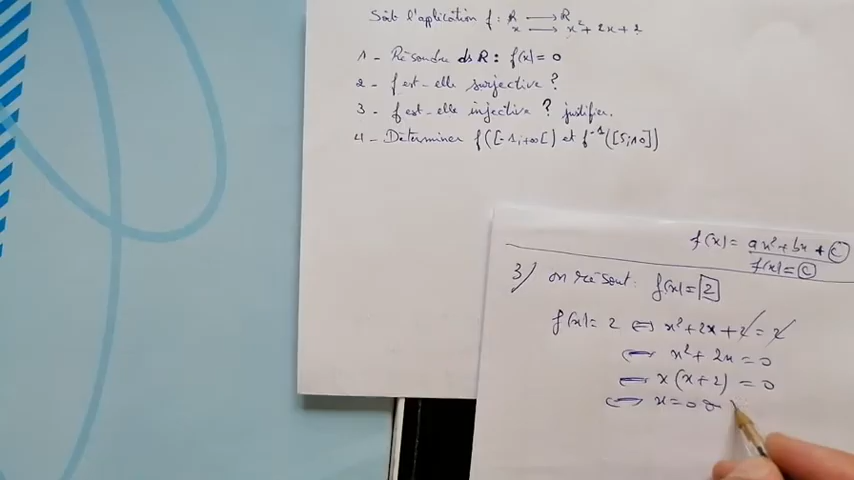 Soit l'application f: R → R
x → x² + 2x + 2
1 - Résoudre ds R : f(x) = 0
2 - f est-elle surjective ?
3 - f est-elle injective ? justifier.
4 - Déterminer f([-1; +∞[) et f⁻¹([5; 10])
f(x) = ax² + bx + c
f(x) = c
3) on résout: f(x) = 2
f(x) = 2 ⇔ x² + 2x + 2 = 2
⇔ x² + 2x = 0
⇔ x(x+2) = 0
⇔ x = 0 o